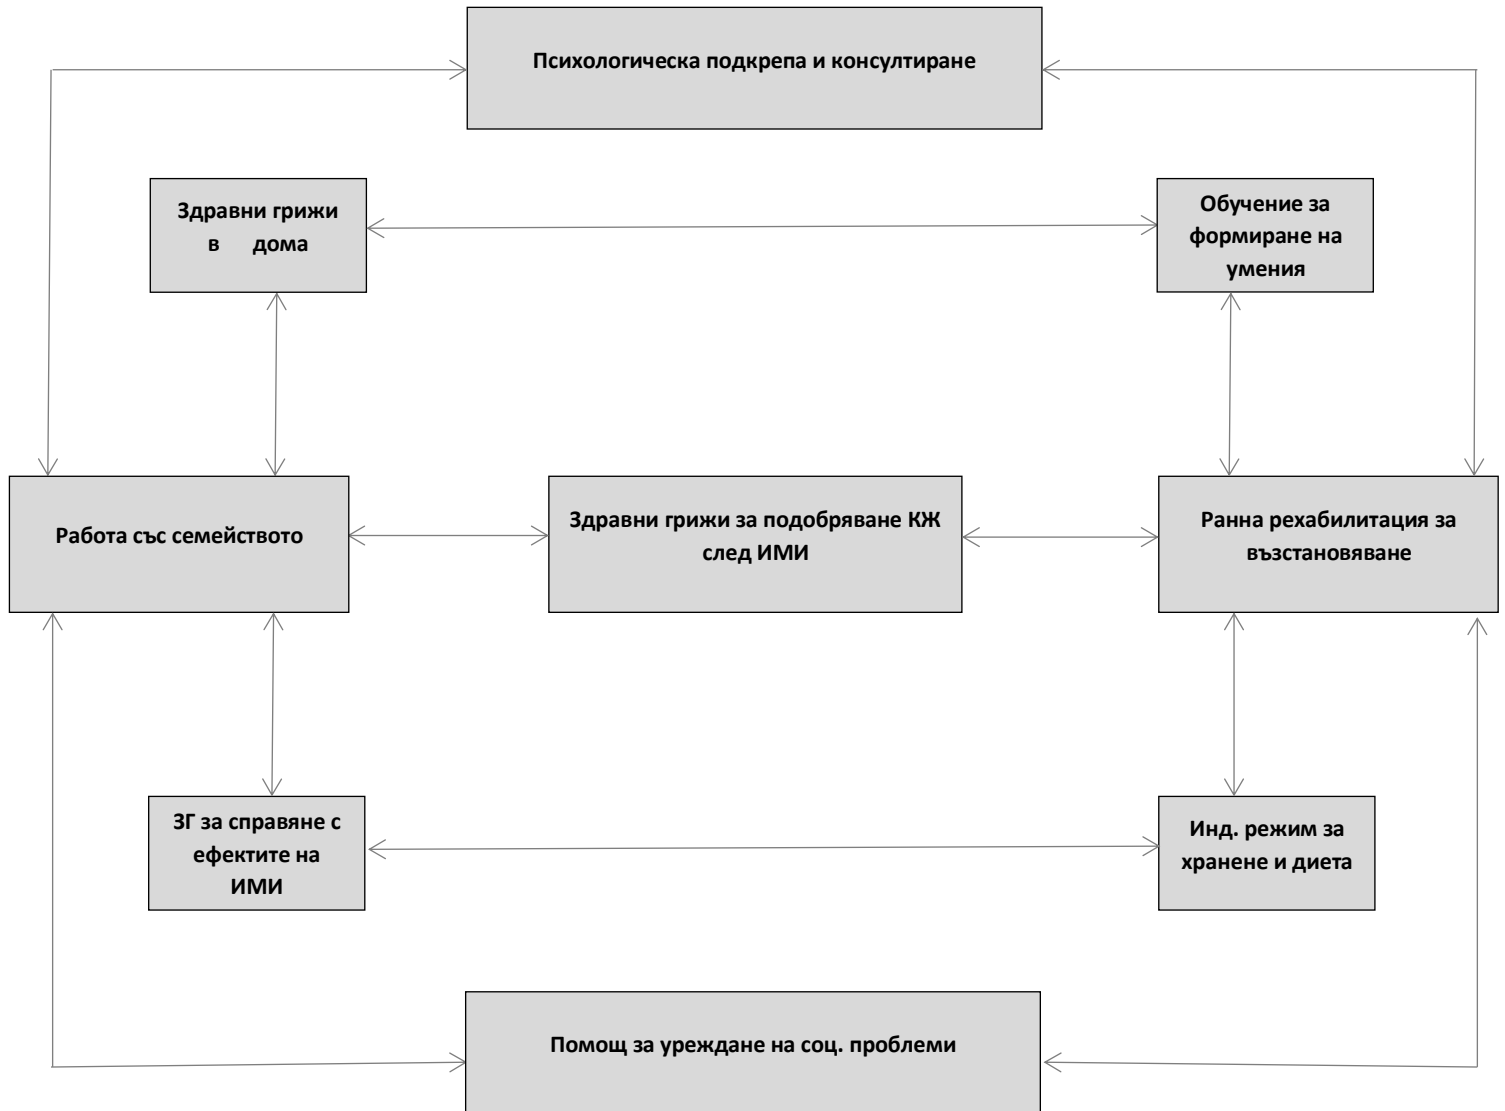 Психологическа подкрепа и консултиране
Здравни грижи
в дома
Обучение за
формиране на
умения
Работа със семейството
Здравни грижи за подобряване КЖ
след ИМИ
Ранна рехабилитация за
възстановяване
ЗГ за справяне с
ефектите на
ИМИ
Инд. режим за
хранене и диета
Помощ за уреждане на соц. проблеми